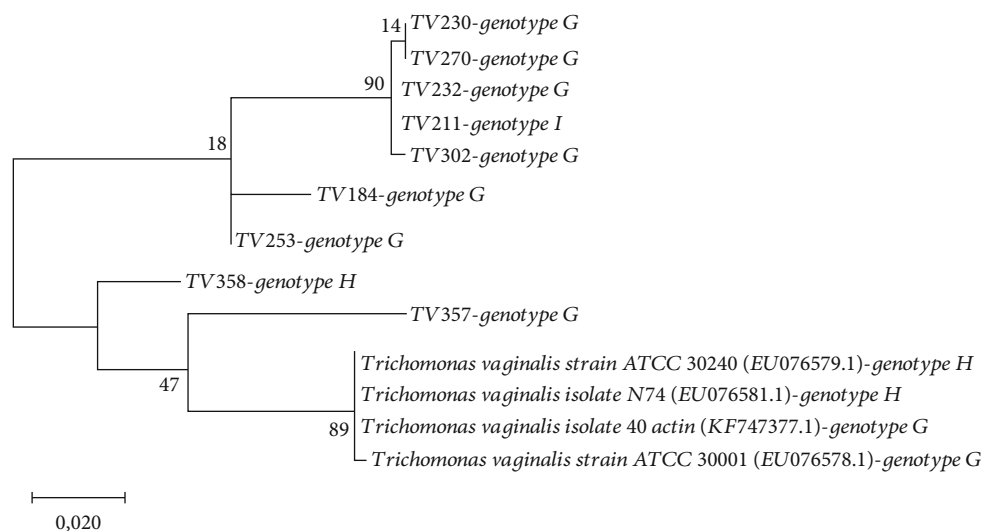 14
TV230-genotype G
TV270-genotype G
90
TV232-genotype G
TV211-genotype I
18
TV302-genotype G
TV184-genotype G
TV253-genotype G
TV358-genotype H
TV357-genotype G
Trichomonas vaginalis strain ATCC 30240 (EU076579.1)-genotype H
47
Trichomonas vaginalis isolate N74 (EU076581.1)-genotype H
89
Trichomonas vaginalis isolate 40 actin (KF747377.1)-genotype G
Trichomonas vaginalis strain ATCC 30001 (EU076578.1)-genotype G
0,020